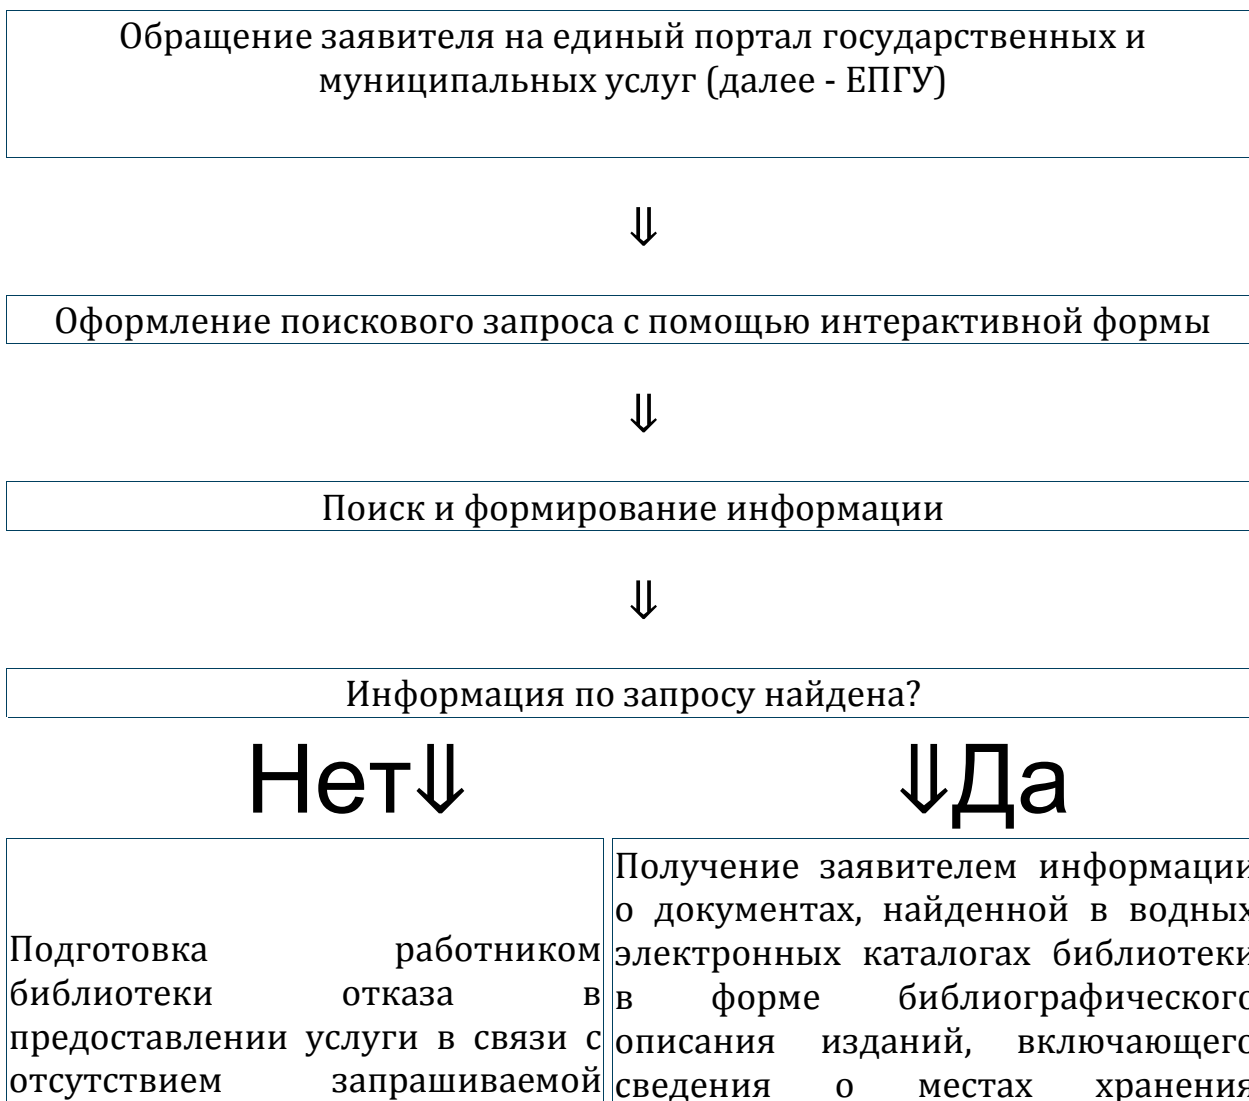 Обращение заявителя на единый портал государственных и
муниципальных услуг (далее - ЕПГУ)
⇓
Оформление поискового запроса с помощью интерактивной формы
⇓
Поиск и формирование информации
⇓
Информация по запросу найдена?
Нет⇓
⇓Да
Подготовка работником
библиотеки отказа в
предоставлении услуги в связи с
отсутствием запрашиваемой
Получение заявителем информации
о документах, найденной в водных
электронных каталогах библиотеки
в форме библиографического
описания изданий, включающего
сведения о местах хранения